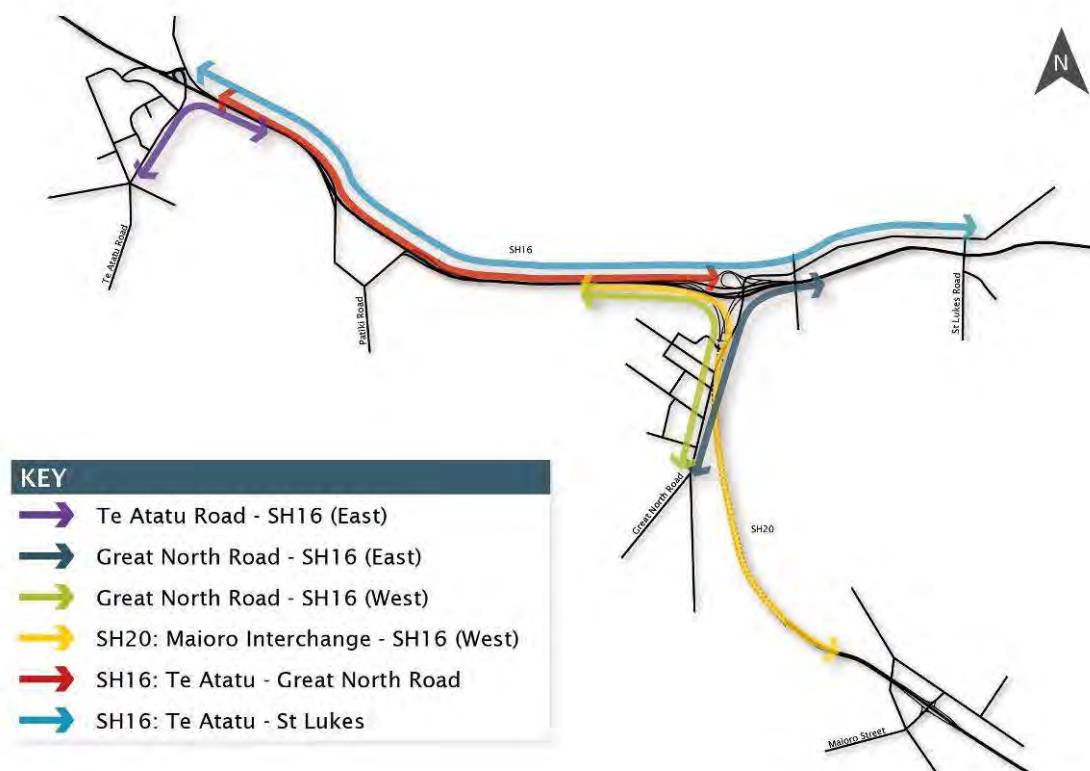 N
SH16
Te Atatu Road
Patiki Road
St Lukes Road
Great North Road
SH20
Maioro Street
KEY
Te Atatu Road - SH16 (East)
Great North Road - SH16 (East)
Great North Road - SH16 (West)
SH20: Maioro Interchange - SH16 (West)
SH16: Te Atatu - Great North Road
SH16: Te Atatu - St Lukes